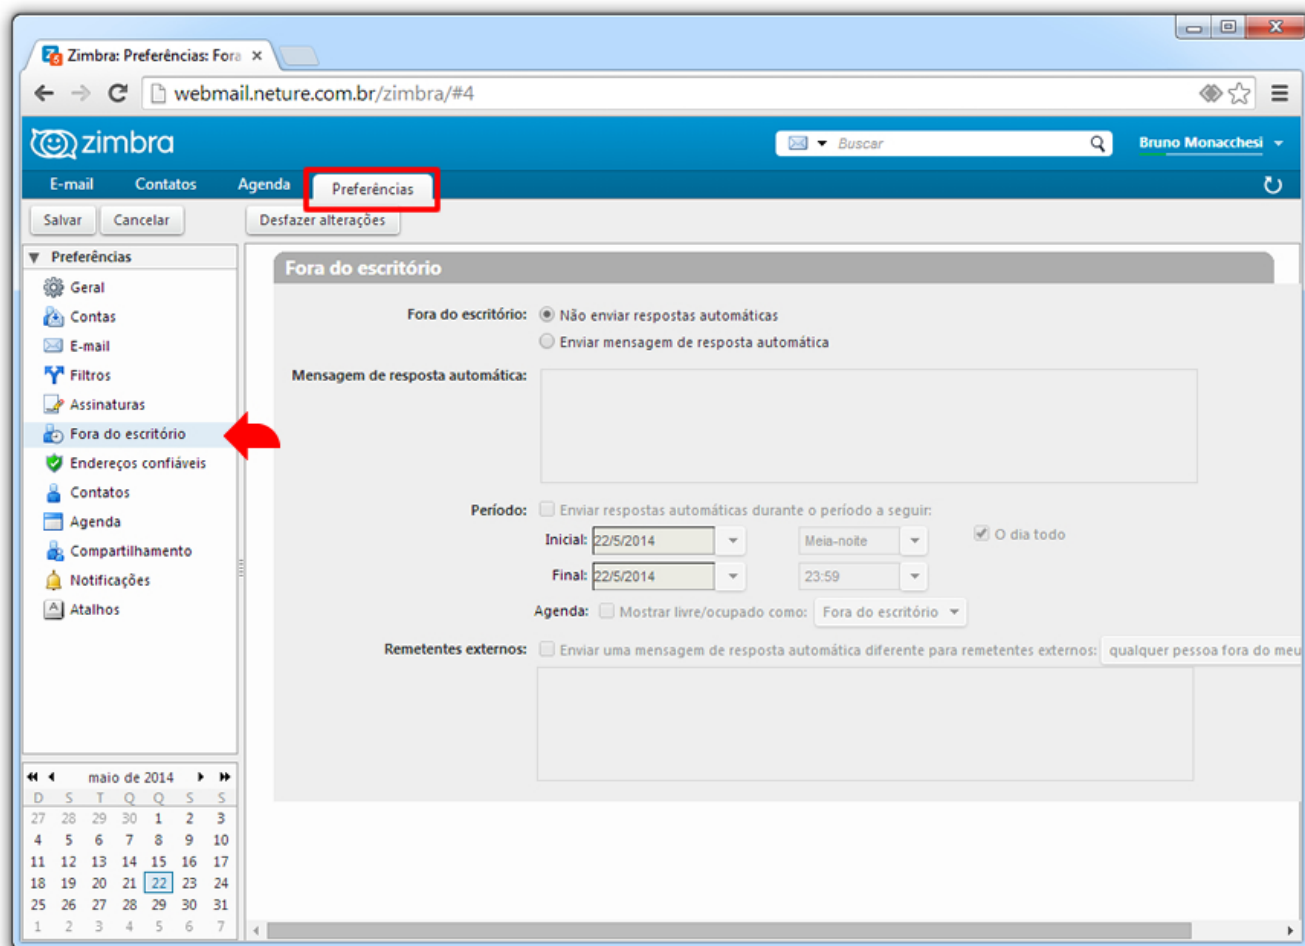 Zimbra: Preferências: Fora
webmail.neture.com.br/zimbra/#4
zimbra
Buscar
Bruno Monacchesi
E-mail Contatos Agenda Preferências
Salvar Cancelar Desfazer alterações
Preferências
Geral
Contas
E-mail
Filtros
Assinaturas
Fora do escritório
Endereços confiáveis
Contatos
Agenda
Compartilhamento
Notificações
A Atalhos
Fora do escritório
Fora do escritório: Não enviar respostas automáticas
Enviar mensagem de resposta automática
Mensagem de resposta automática:
Período: Enviar respostas automáticas durante o período a seguir:
Inicial: 22/5/2014 Meia-noite O dia todo
Final: 22/5/2014 23:59
Agenda: Mostrar livre/ocupado como: Fora do escritório
Remetentes externos: Enviar uma mensagem de resposta automática diferente para remetentes externos: qualquer pessoa fora do meu
maio de 2014
D S T Q Q S S
27 28 29 30 1 2 3
4 5 6 7 8 9 10
11 12 13 14 15 16 17
18 19 20 21 22 23 24
25 26 27 28 29 30 31
1 2 3 4 5 6 7